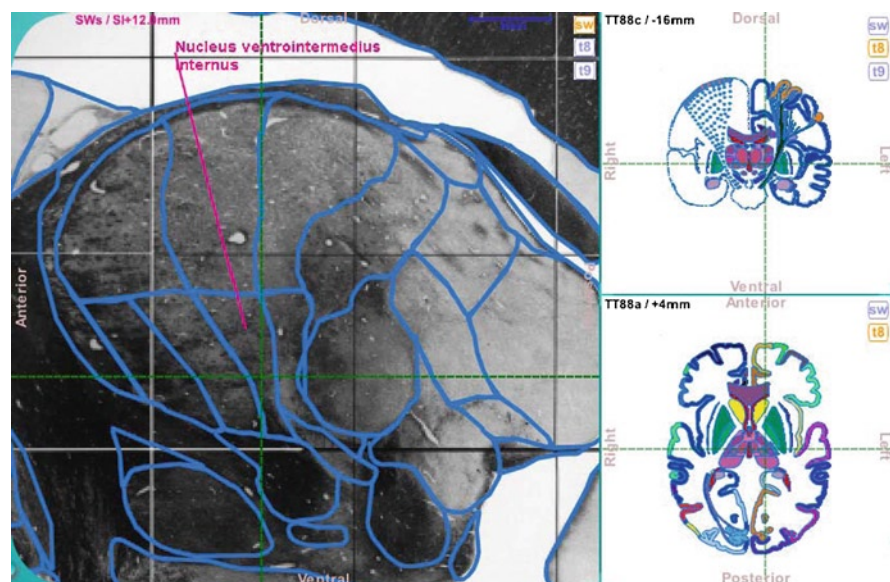 SWs / SI+12.0mm
Dorsal
Nucleus ventrointermedius
internus
sw
t8
t9
Anterior
Ventral
TT88c / -16mm
Dorsal
sw
t8
t9
Right
Left
Ventral
TT88a / +4mm
Anterior
sw
t8
Right
Left
Posterior